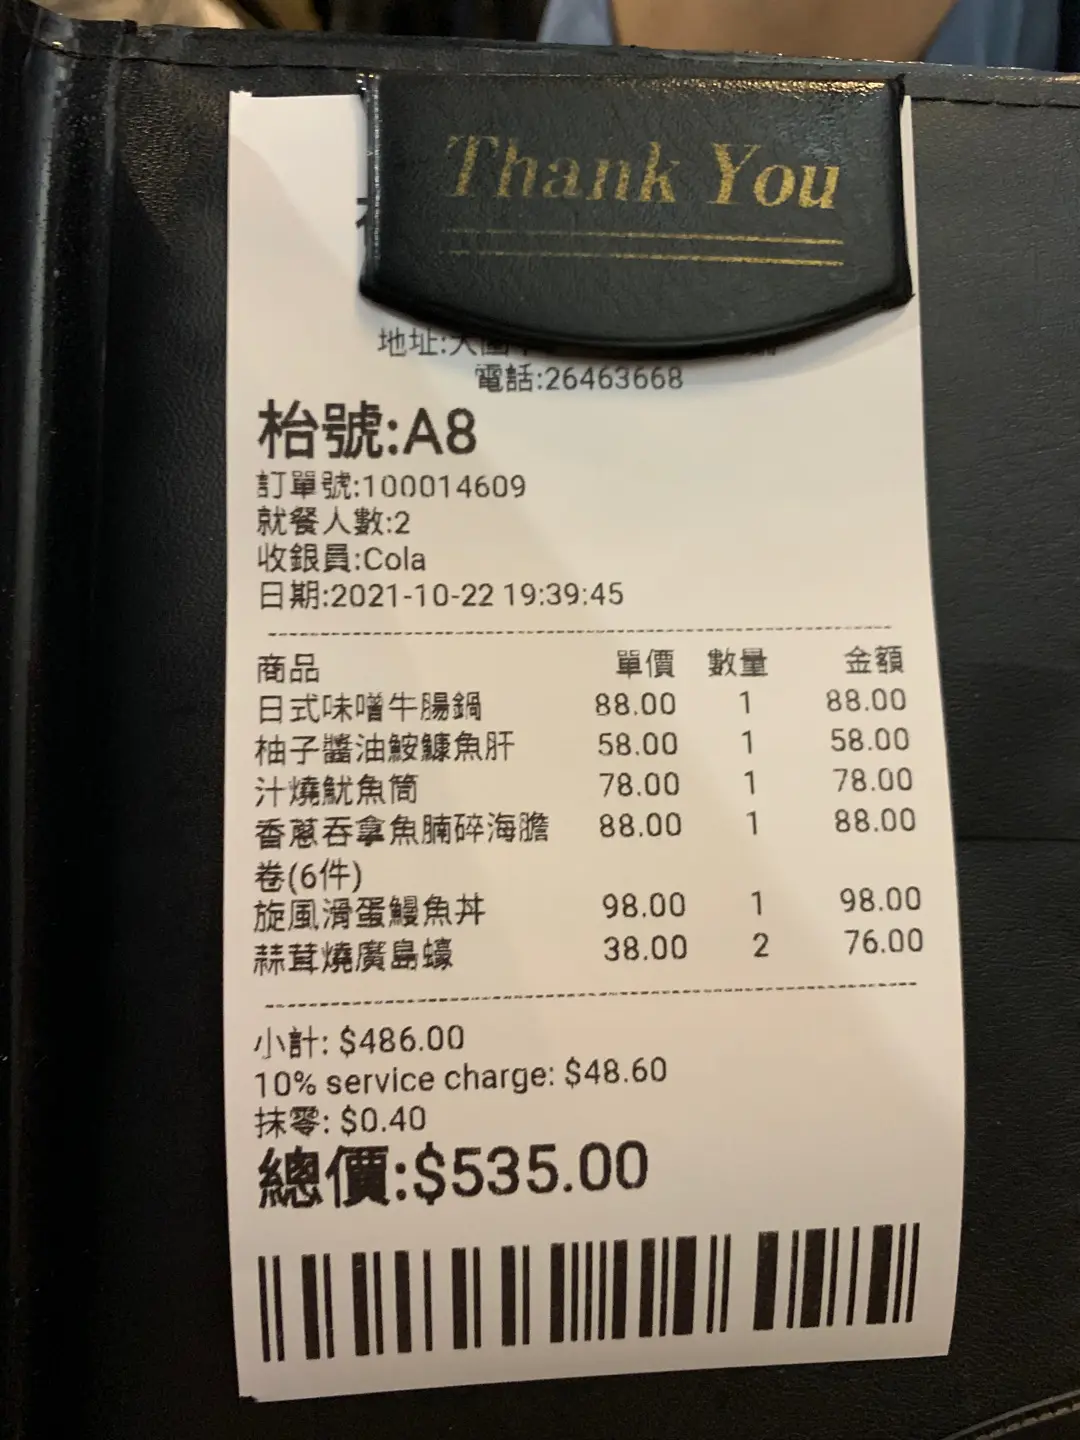 Thank You
地址:大圍
電話:26463668
枱號:A8
訂單號:100014609
就餐人數:2
收銀員:Cola
日期:2021-10-22 19:39:45
商品 單價 數量 金額
日式味噌牛腸鍋 88.00 1 88.00
柚子醬油鮟鱇魚肝 58.00 1 58.00
汁燒魷魚筒 78.00 1 78.00
香蔥吞拿魚腩碎海膽 88.00 1 88.00
卷(6件)
旋風滑蛋鰻魚丼 98.00 1 98.00
蒜茸燒廣島蠔 38.00 2 76.00
小計: $486.00
10% service charge: $48.60
抹零: $0.40
總價:$535.00